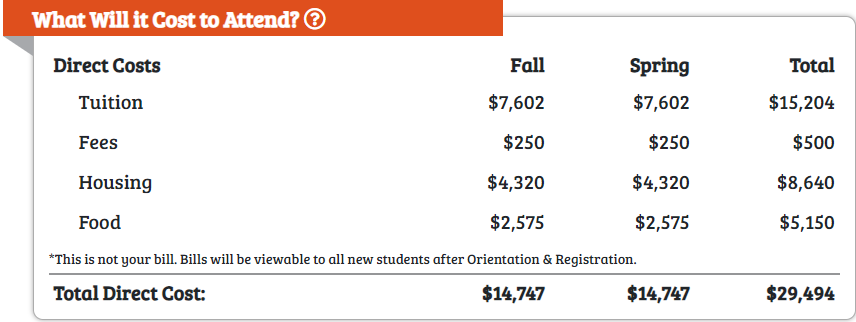 What Will it Cost to Attend? ?
Direct Costs Fall Spring Total
Tuition $7,602 $7,602 $15,204
Fees $250 $250 $500
Housing $4,320 $4,320 $8,640
Food $2,575 $2,575 $5,150
*This is not your bill. Bills will be viewable to all new students after Orientation & Registration.
Total Direct Cost: $14,747 $14,747 $29,494